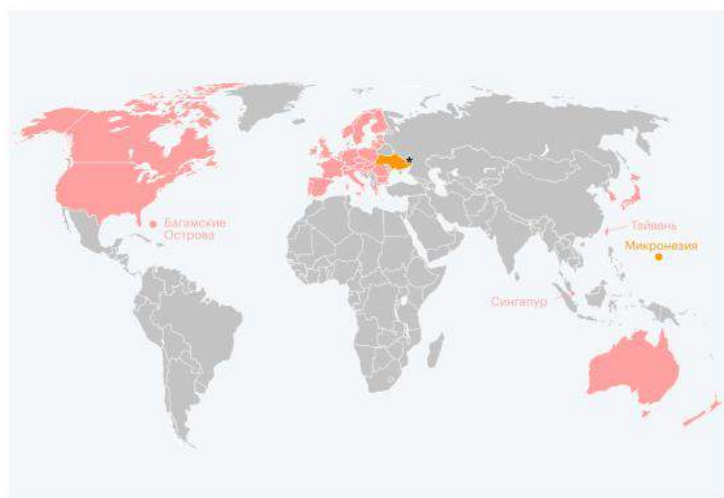 *
Багамские
Острова
Тайвань
Микронезия
Сингапур